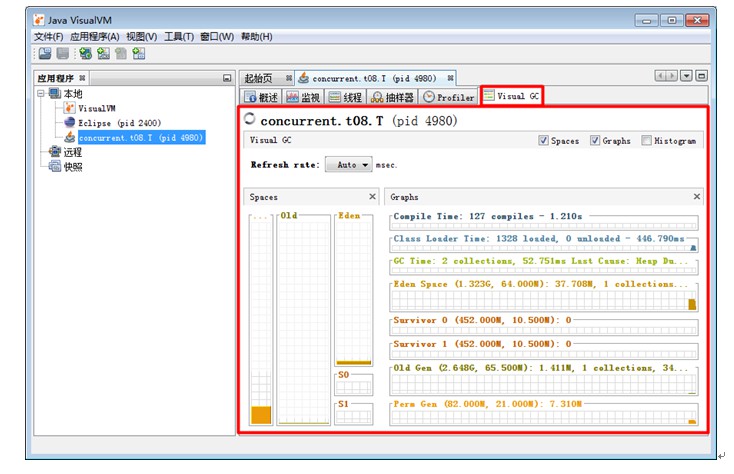 Java VisualVM
文件(F) 应用程序(A) 视图(V) 工具(T) 窗口(W) 帮助(H)
应用程序
本地
VisualVM
Eclipse (pid 2400)
concurrent.t08.T (pid 4980)
远程
快照
起始页 concurrent.t08.T (pid 4980)
概述 监视 线程 抽样器 Profiler Visual GC
concurrent.t08.T (pid 4980)
Visual GC Spaces Graphs Histogram
Refresh rate: Auto msec.
Spaces
... Old Eden
S0
S1
Graphs
Compile Time: 127 compiles - 1.210s
Class Loader Time: 1328 loaded, 0 unloaded - 446.790ms
GC Time: 2 collections, 52.751ms Last Cause: Heap Du...
Eden Space (1.323G, 64.000M): 37.708M, 1 collections...
Survivor 0 (452.000M, 10.500M): 0
Survivor 1 (452.000M, 10.500M): 0
Old Gen (2.648G, 65.500M): 1.411M, 1 collections, 34...
Perm Gen (82.000M, 21.000M): 7.310M